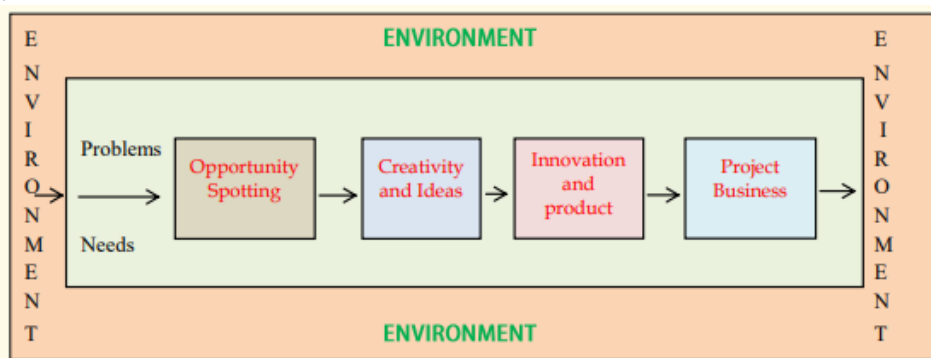 ENVIRONMENT
E
N
V
I
R
O
N
M
E
N
T
Problems
Needs
Opportunity
Spotting
Creativity
and Ideas
Innovation
and
product
Project
Business
E
N
V
I
R
O
N
M
E
N
T
ENVIRONMENT